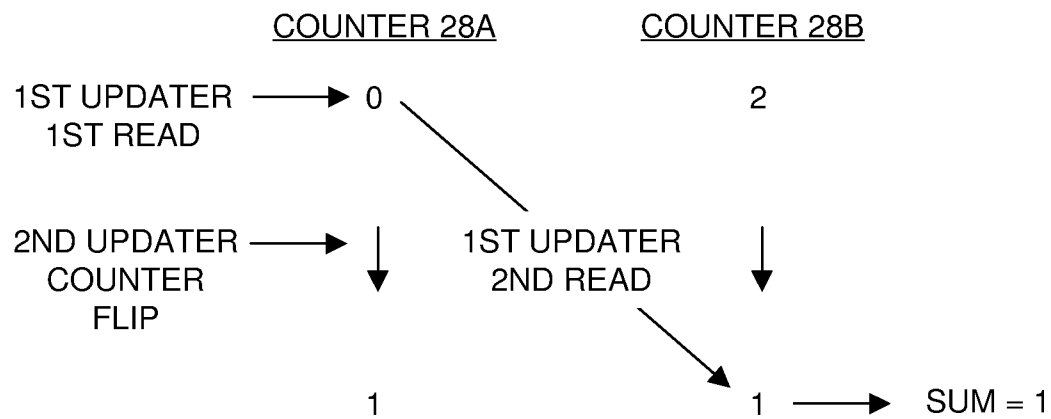 COUNTER 28A COUNTER 28B
1ST UPDATER 0 2
1ST READ
2ND UPDATER 1ST UPDATER
COUNTER 2ND READ
FLIP
1 1 SUM = 1